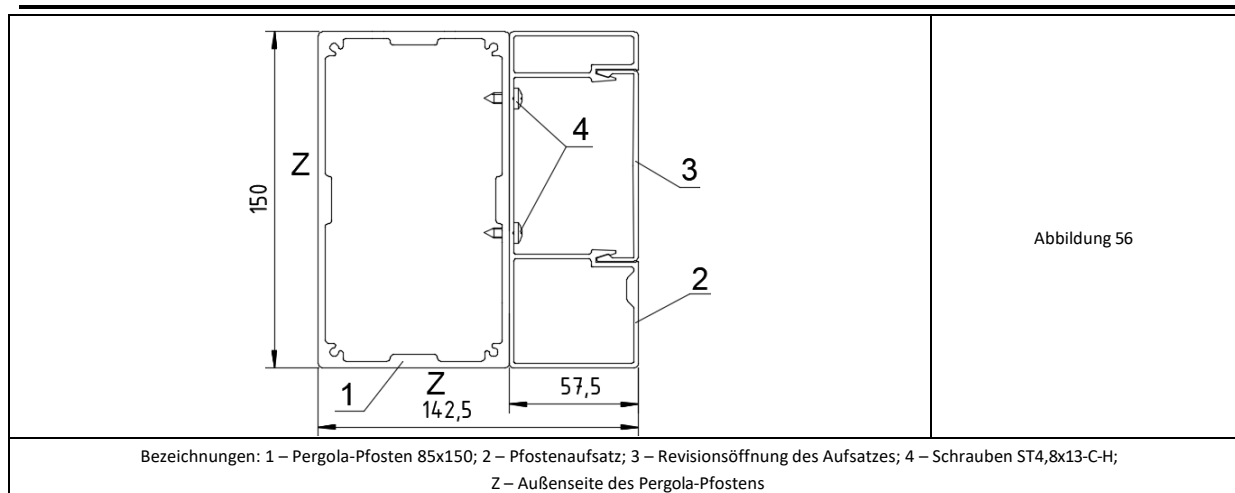 4
Z
150
3
Abbildung 56
2
1
Z
57,5
142,5
Bezeichnungen: 1 – Pergola-Pfosten 85x150; 2 – Pfostenaufsatz; 3 – Revisionsöffnung des Aufsatzes; 4 – Schrauben ST4,8x13-C-H;
Z – Außenseite des Pergola-Pfostens